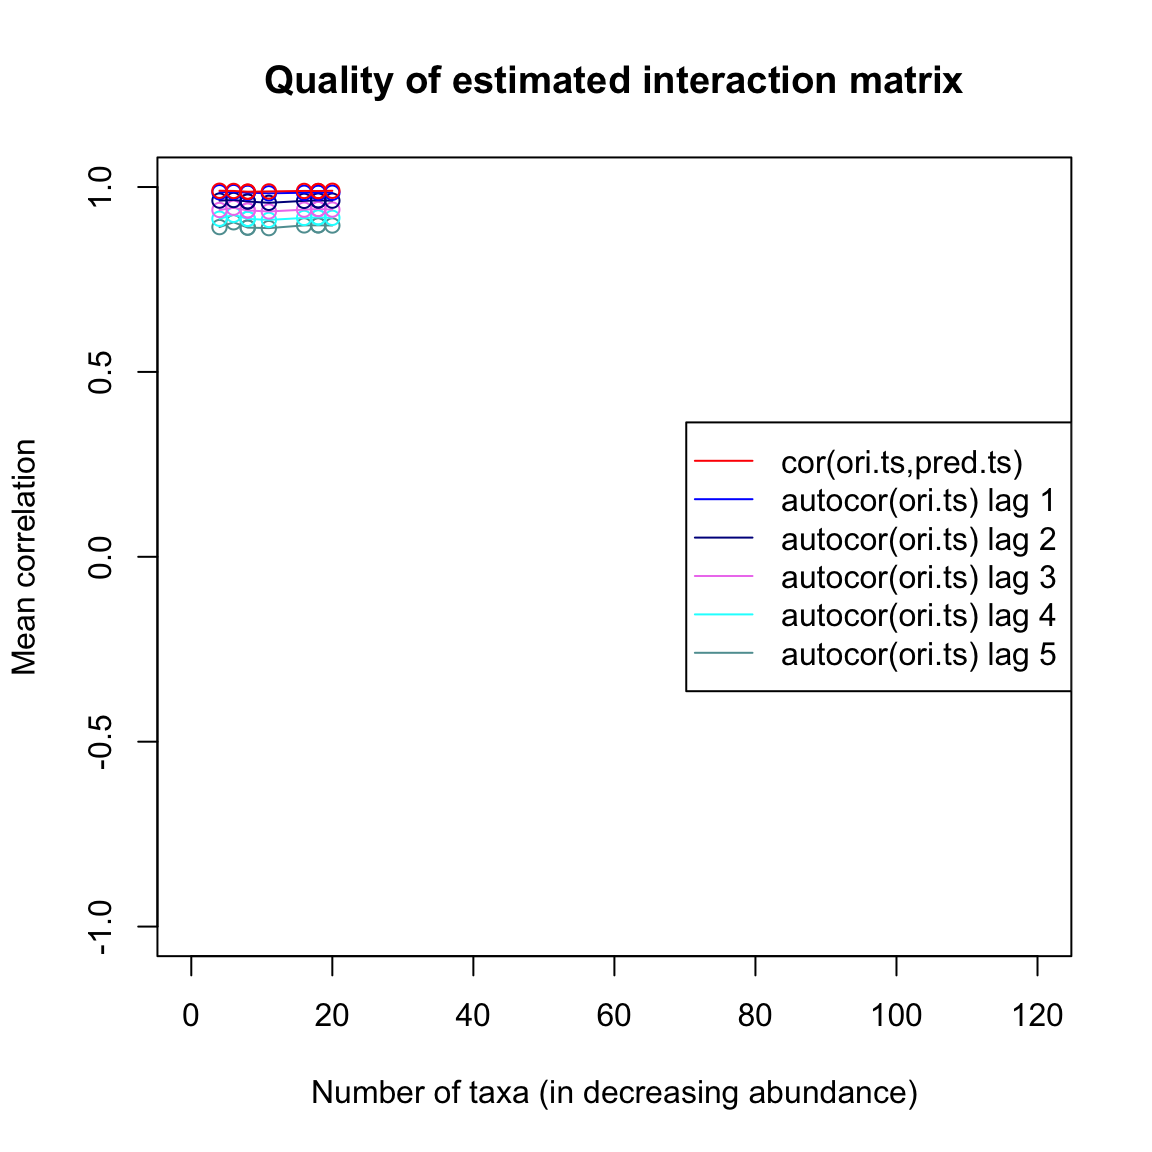 Quality of estimated interaction matrix
1.0
0.5
0.0
-0.5
-1.0
Mean correlation
cor(ori.ts,pred.ts)
autocor(ori.ts) lag 1
autocor(ori.ts) lag 2
autocor(ori.ts) lag 3
autocor(ori.ts) lag 4
autocor(ori.ts) lag 5
0 20 40 60 80 100 120
Number of taxa (in decreasing abundance)